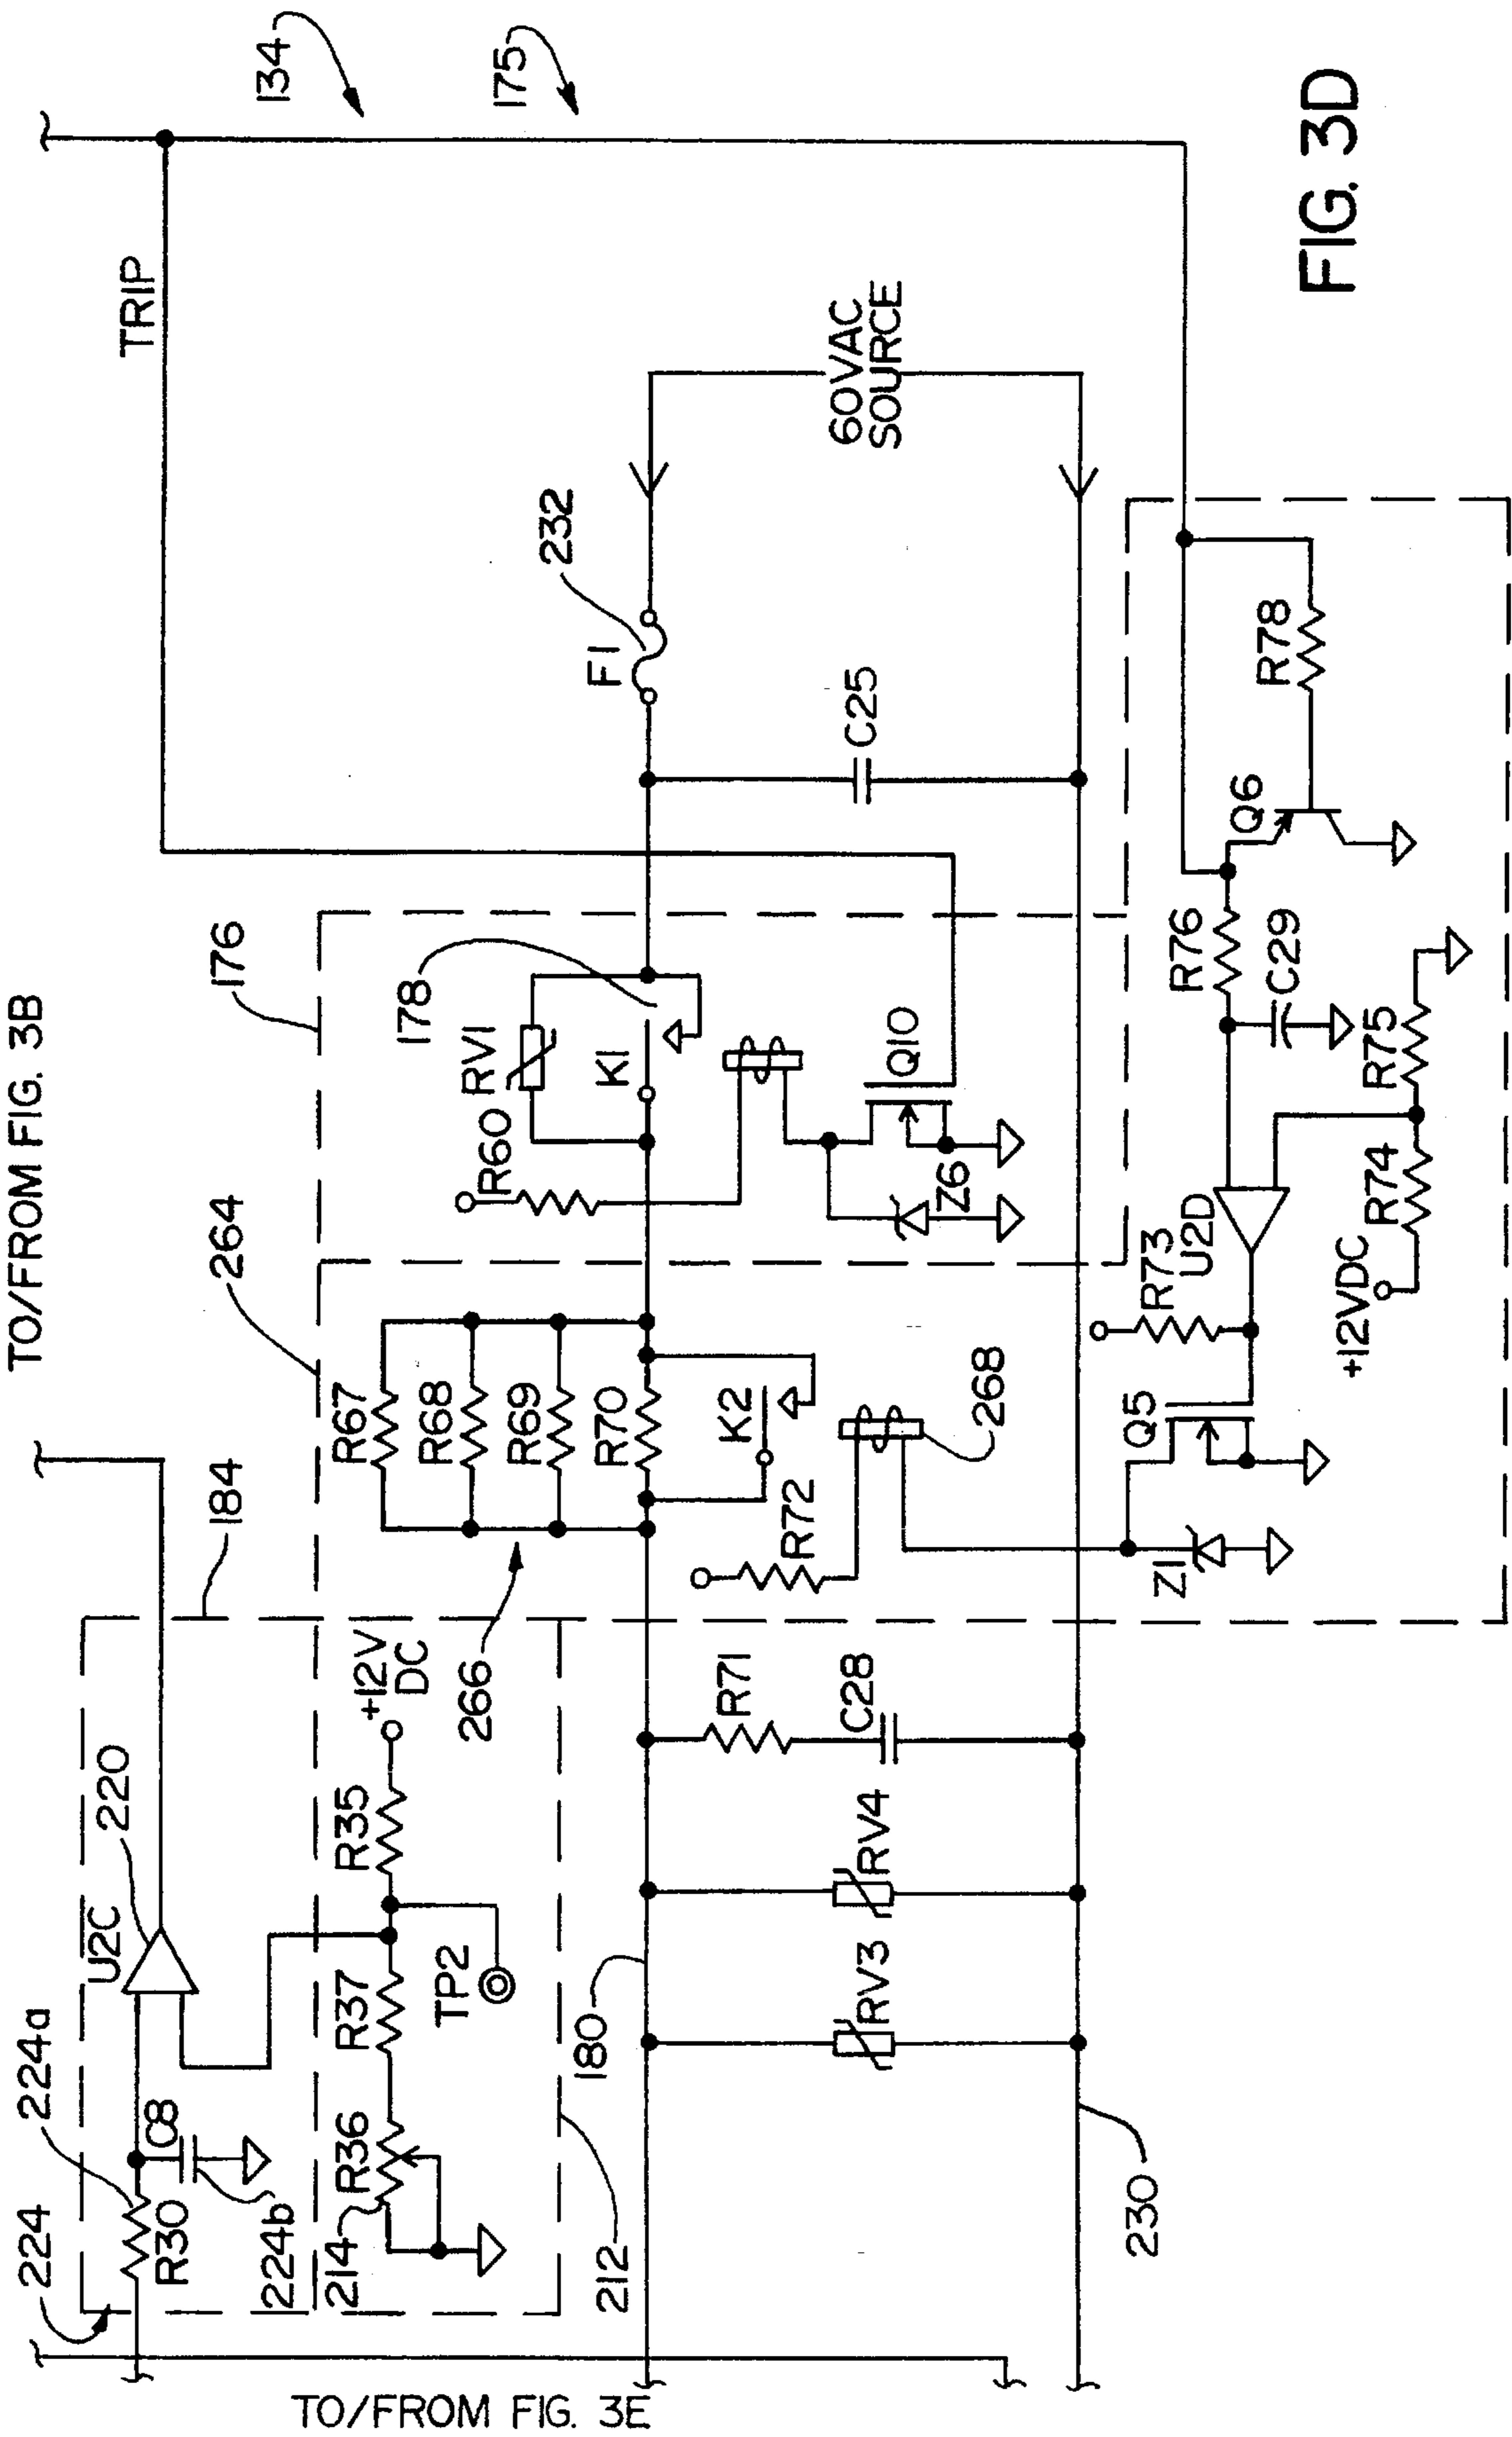 TO/FROM FIG. 3B
134
175
TRIP
176
264
184
220
U2C
224a
224
C8
R30
224b
178
RV1
K1
R60
Q10
Z6
232
F1
60VAC
SOURCE
C25
R67
R68
R69
R70
K2
R72
268
266
+12V
DC
R35
TP2
R37
R36
214
212
180
R71
C28
RV4
RV3
230
R78
Q6
R76
C29
R75
R74
+12VDC
U2D
R73
Q5
Z1
TO/FROM FIG. 3E
FIG. 3D